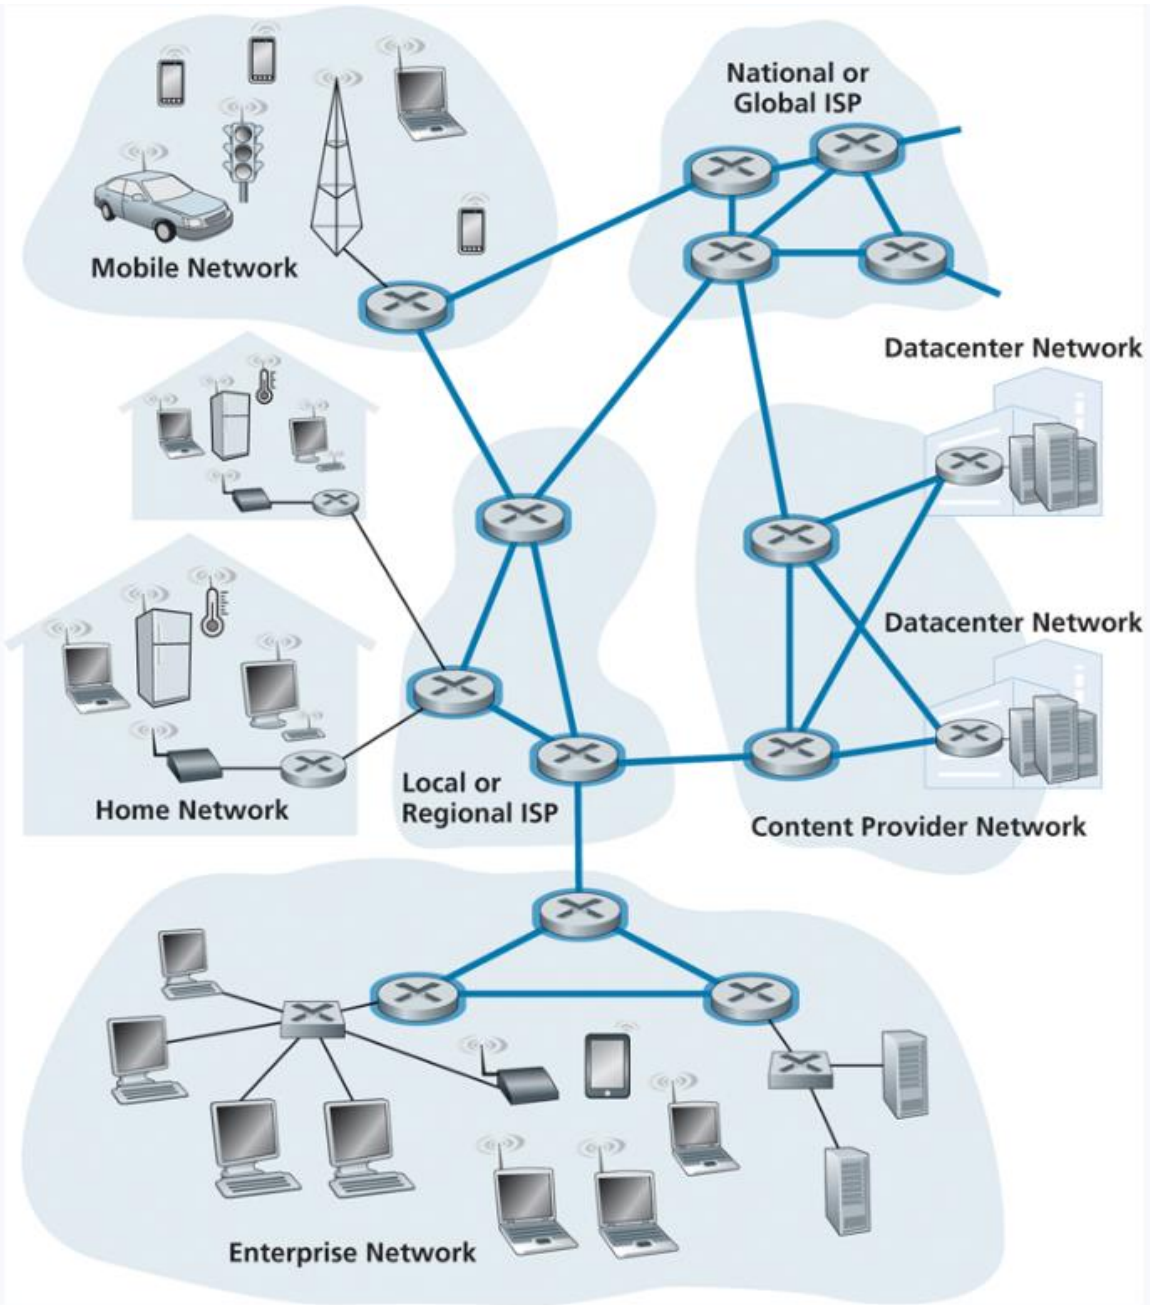 National or
Global ISP
Mobile Network
Datacenter Network
Datacenter Network
Home Network
Local or
Regional ISP
Content Provider Network
Enterprise Network